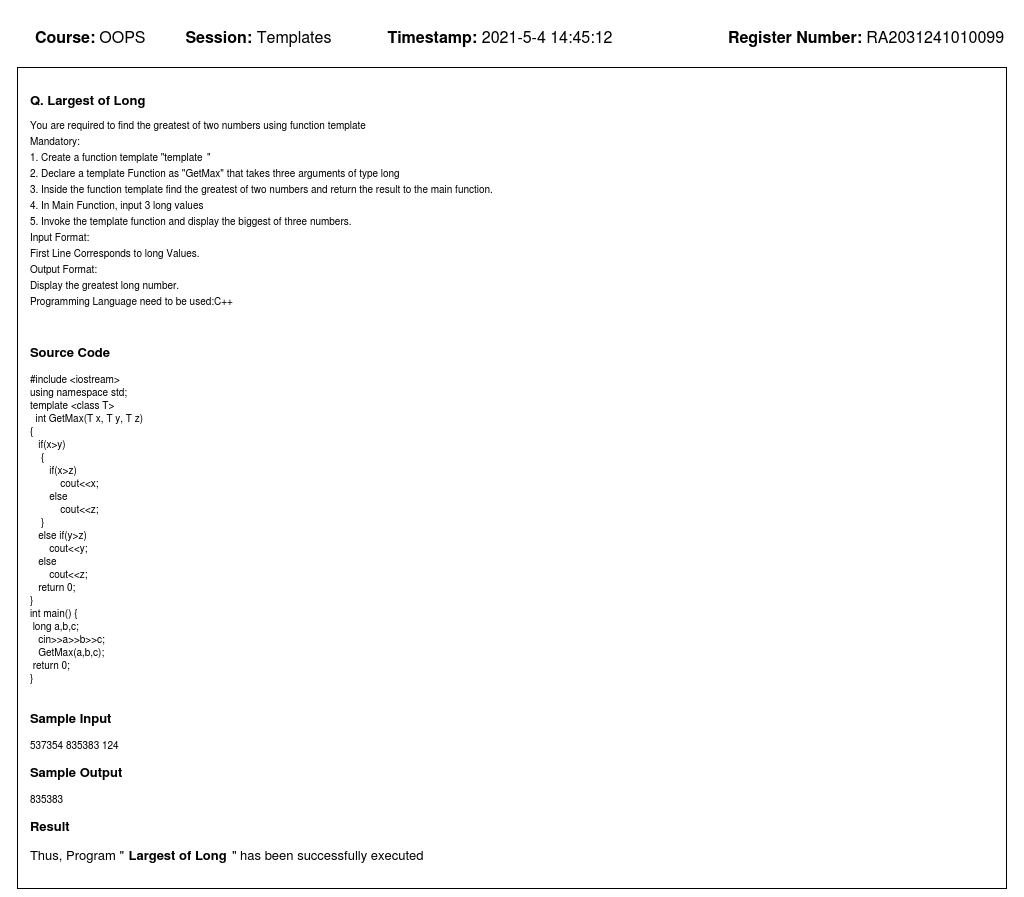 Course: OOPS Session: Templates Timestamp: 2021-5-4 14:45:12 Register Number: RA2031241010099
Q. Largest of Long
You are required to find the greatest of two numbers using function template
Mandatory:
1. Create a function template "template  "
2. Declare a template Function as "GetMax" that takes three arguments of type long
3. Inside the function template find the greatest of two numbers and return the result to the main function.
4. In Main Function, input 3 long values
5. Invoke the template function and display the biggest of three numbers.
Input Format:
First Line Corresponds to long Values.
Output Format:
Display the greatest long number.
Programming Language need to be used:C++
Source Code
#include <iostream>
using namespace std;
template <class T>
  int GetMax(T x, T y, T z)
{
   if(x>y)
    {
       if(x>z)
           cout<<x;
       else
           cout<<z;
    }
   else if(y>z)
       cout<<y;
   else
       cout<<z;
   return 0;
}
int main() {
 long a,b,c;
   cin>>a>>b>>c;
   GetMax(a,b,c);
 return 0;
}
Sample Input
537354 835383 124
Sample Output
835383
Result
Thus, Program " Largest of Long " has been successfully executed